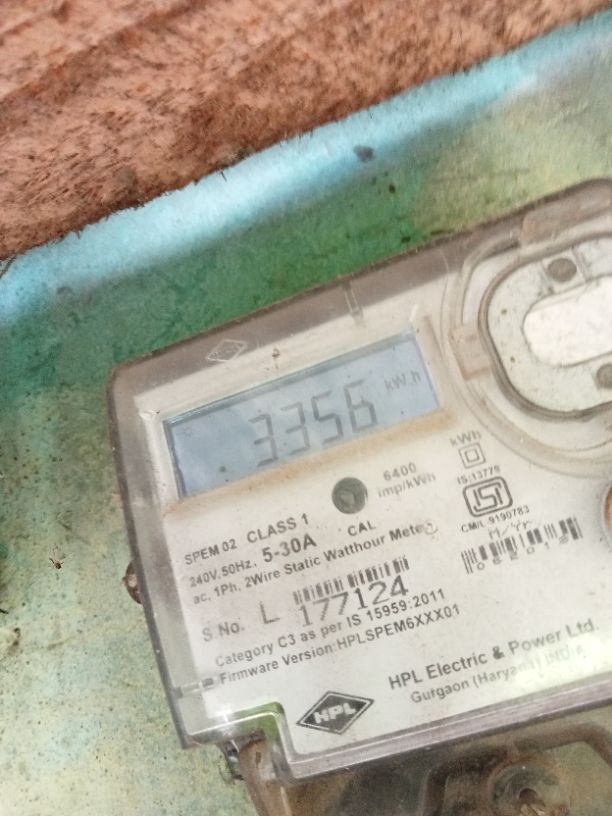 3356 kW.h
6400
imp/kWh
kWh
IS:13779
CM/L-9190783
M/Yr
SPEM 02 CLASS 1
CAL
240V,50Hz, 5-30A
ac, 1Ph, 2Wire Static Watthour Meter
S.No. L 177124
Category C3 as per IS 15959:2011
Firmware Version:HPLSPEM6XXX01
HPL
HPL Electric & Power Ltd.
Gurgaon (Haryana) INDIA